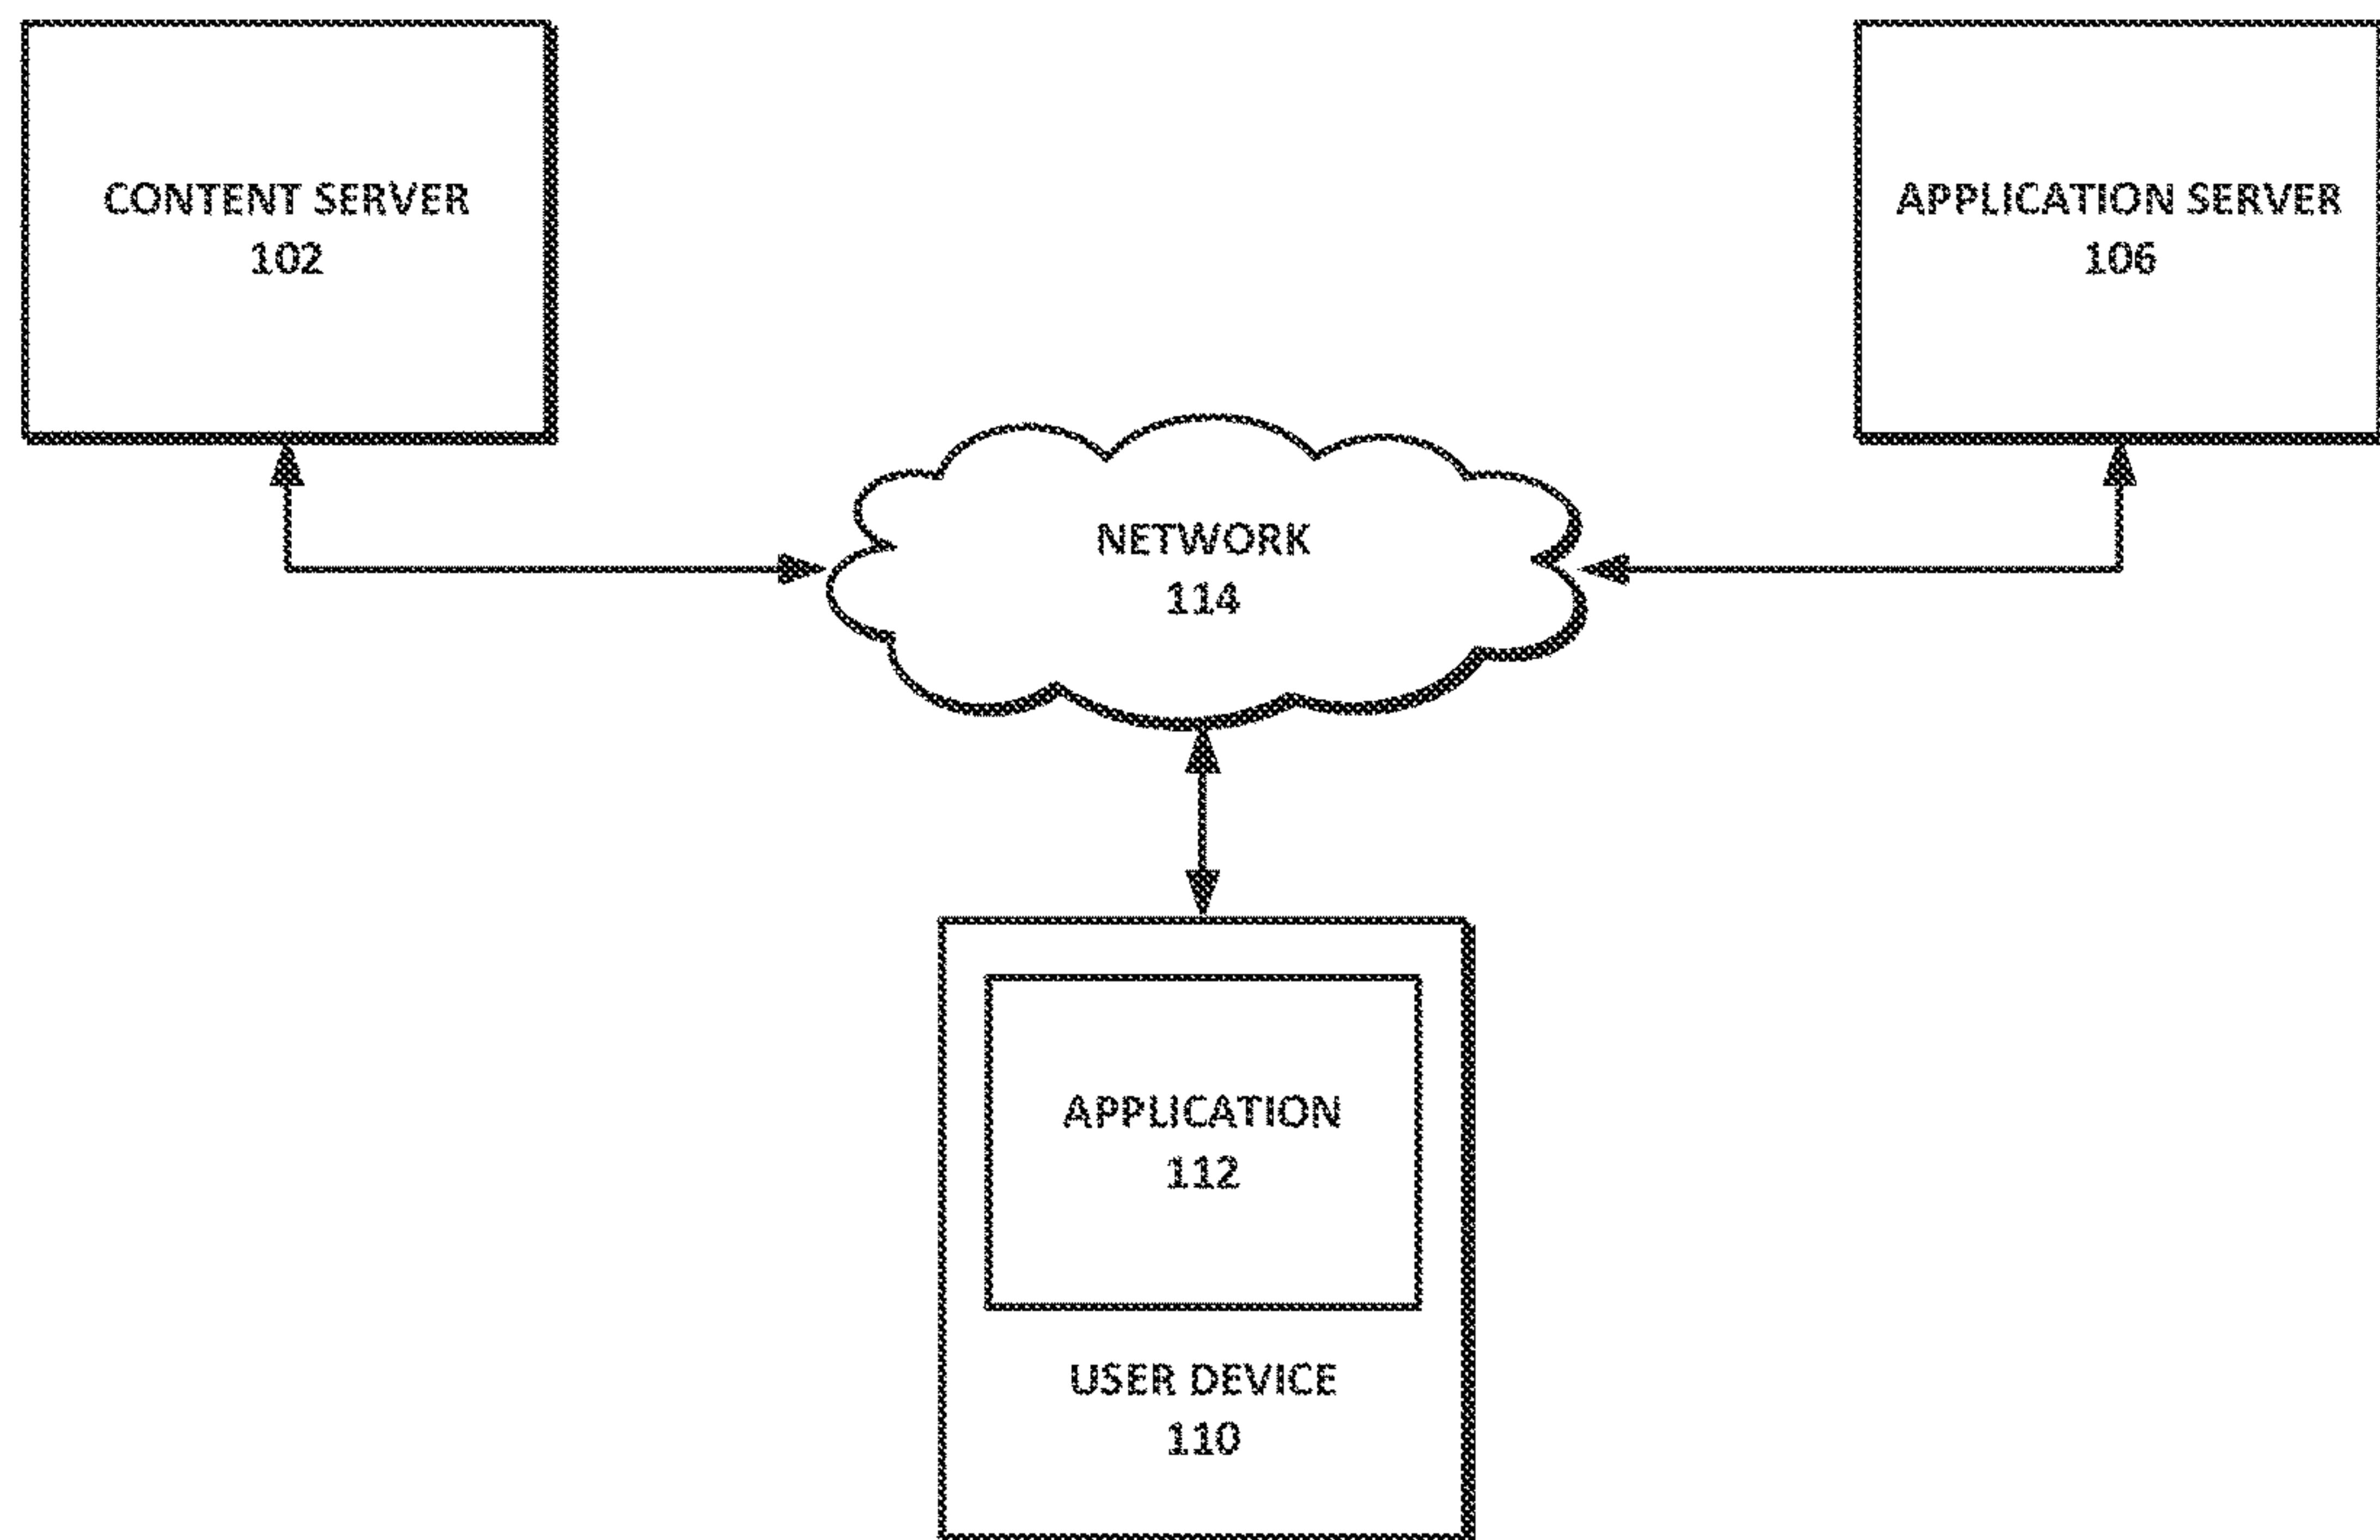 CONTENT SERVER
102
APPLICATION SERVER
106
NETWORK
114
APPLICATION
112
USER DEVICE
110